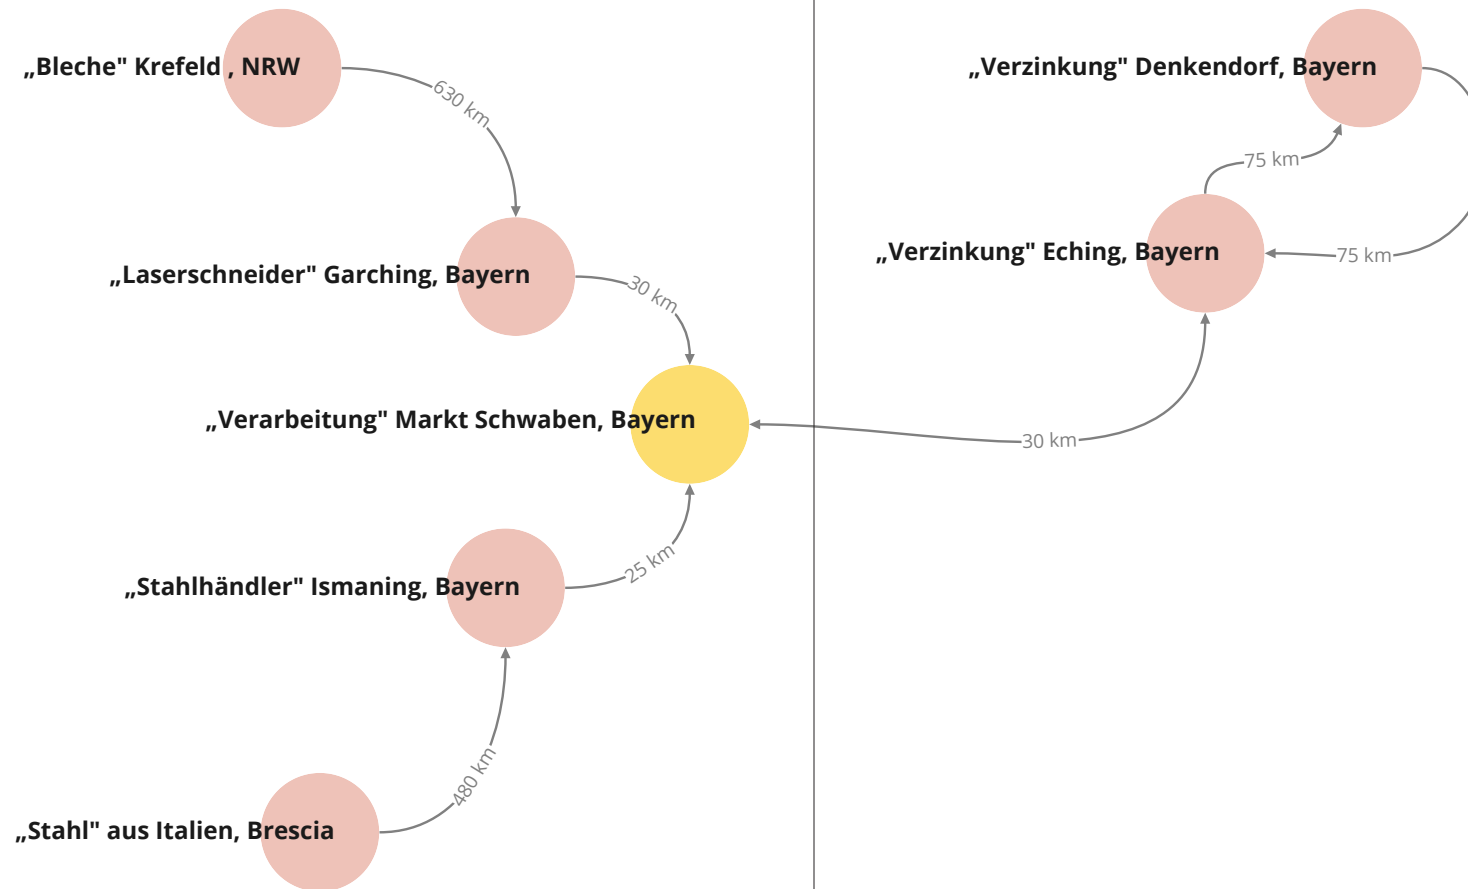 „Bleche" Krefeld , NRW
630 km
„Laserschneider" Garching, Bayern
30 km
„Verarbeitung" Markt Schwaben, Bayern
25 km
„Stahlhändler" Ismaning, Bayern
480 km
„Stahl" aus Italien, Brescia
„Verzinkung" Denkendorf, Bayern
75 km
„Verzinkung" Eching, Bayern
75 km
30 km